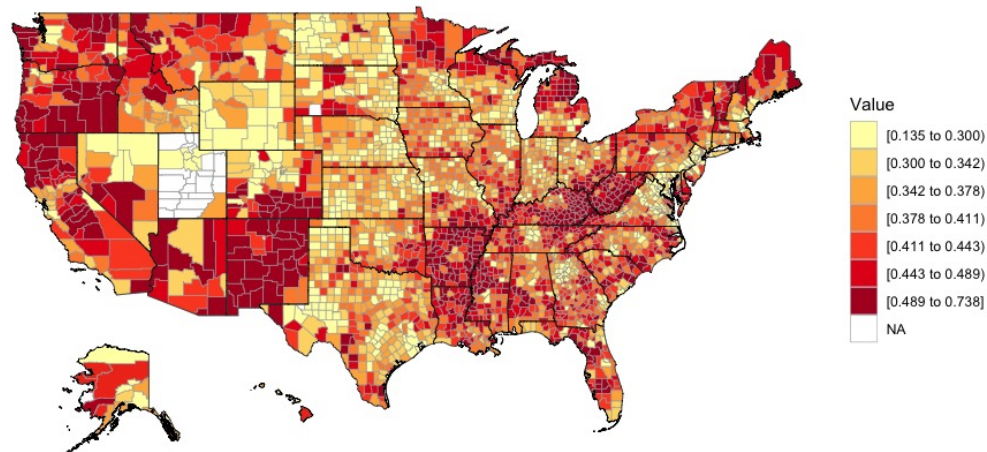 Value
[0.135 to 0.300)
[0.300 to 0.342)
[0.342 to 0.378)
[0.378 to 0.411)
[0.411 to 0.443)
[0.443 to 0.489)
[0.489 to 0.738]
NA